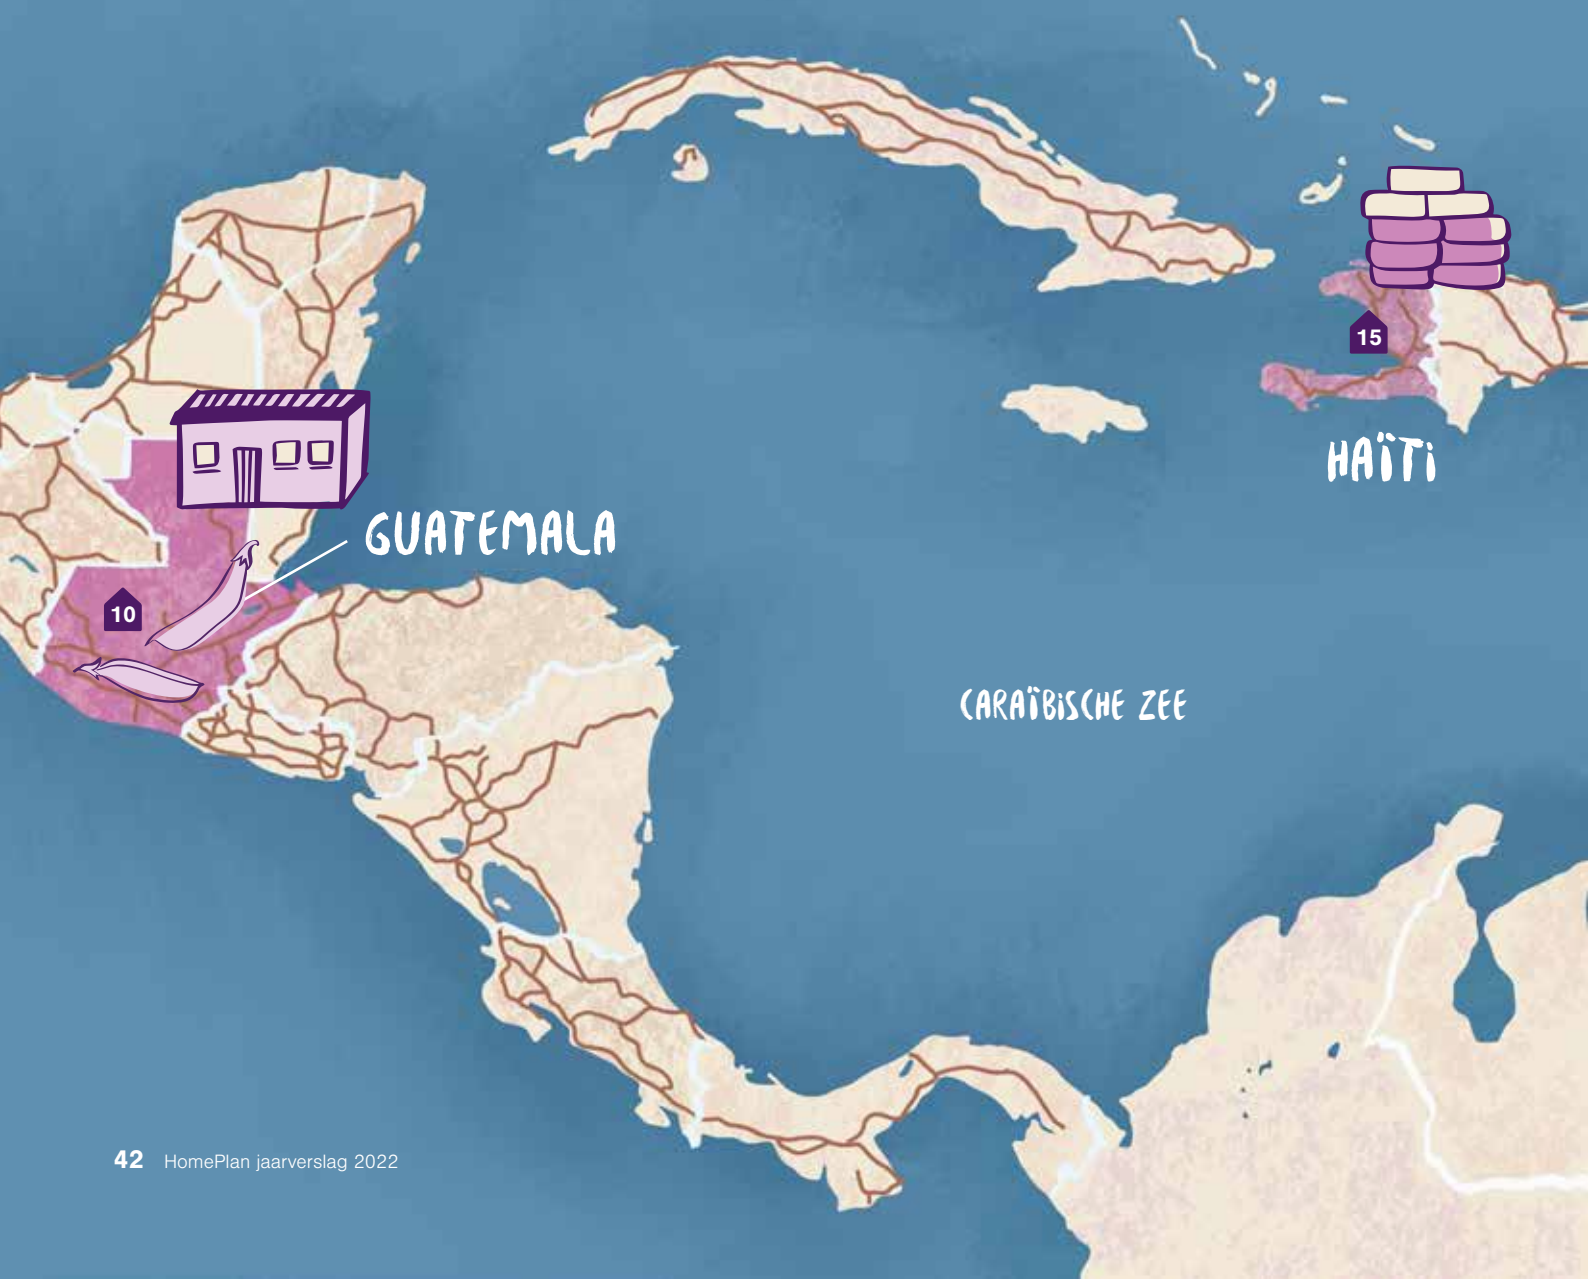 15
HAÏTI
GUATEMALA
10
CARAÏBISCHE ZEE
42 HomePlan jaarverslag 2022